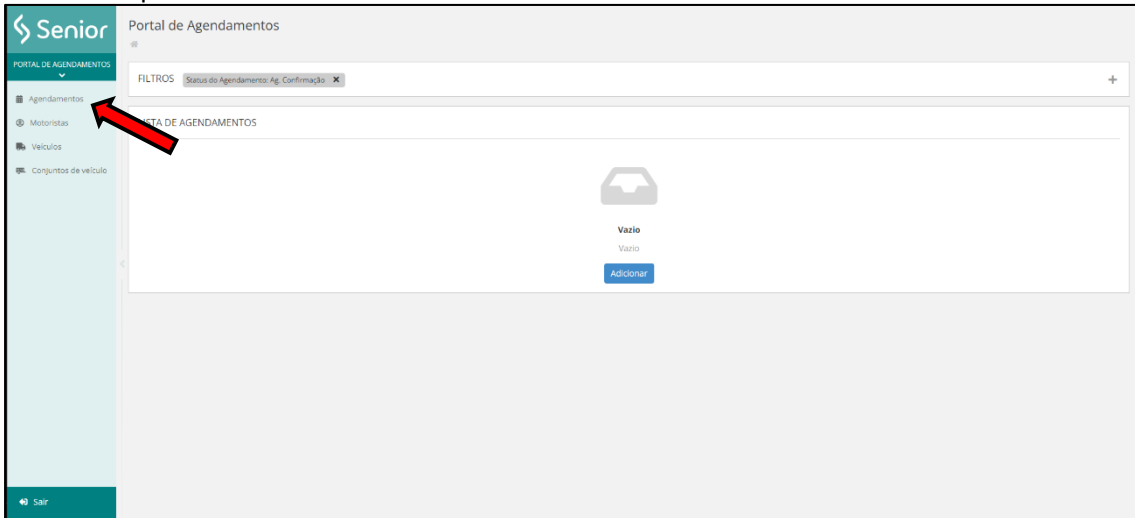 Senior
PORTAL DE AGENDAMENTOS
Agendamentos
Motoristas
Veículos
Conjuntos de veículo
Sair
Portal de Agendamentos
FILTROS Status do Agendamento: Ag. Confirmação
DE AGENDAMENTOS
Vazio
Vazio
Adicionar